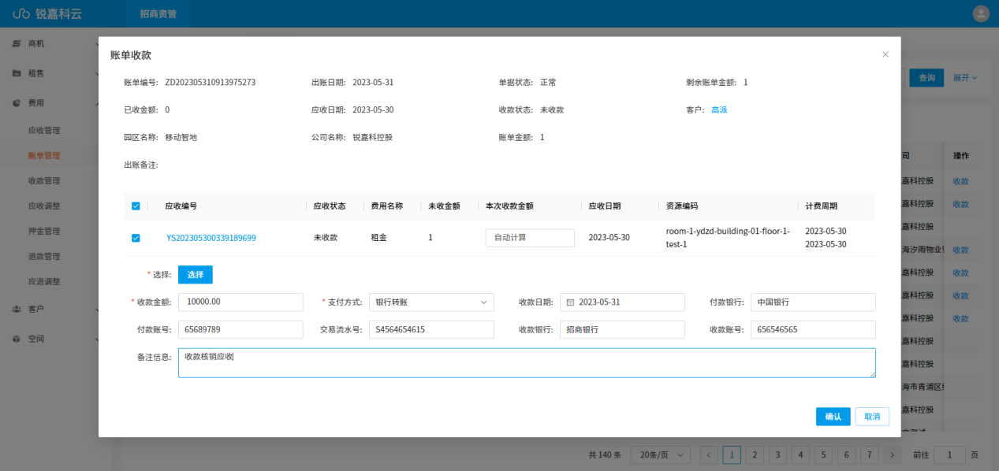 锐嘉科云
招商资管
商机
租售
费用
应收管理
账单管理
收款管理
应收调整
押金管理
退款管理
应退调整
客户
空间
账单收款
账单编号: ZD202305310913975273 出账日期: 2023-05-31 单据状态: 正常 剩余账单金额: 1
已收金额: 0 应收日期: 2023-05-30 收款状态: 未收款 客户: 高派
园区名称: 移动智地 公司名称: 锐嘉科控股 账单金额: 1
出账备注:
应收编号 应收状态 费用名称 未收金额 本次收款金额 应收日期 资源编码 计费周期
YS202305300339189699 未收款 租金 1 自动计算 2023-05-30 room-1-ydzd-building-01-floor-1-test-1 2023-05-30 2023-05-30
* 选择: 选择
* 收款金额: 10000.00 * 支付方式: 银行转账 收款日期: 2023-05-31 付款银行: 中国银行
付款账号: 65689789 交易流水号: S4564654615 收款银行: 招商银行 收款账号: 656546565
备注信息: 收款核销应收
确认 取消
查询 展开
司 操作
嘉科控股 收款
嘉科控股 收款
嘉科控股
海汐雨物业 收款
嘉科控股 收款
嘉科控股 收款
嘉科控股 收款
嘉科控股
嘉科控股
海市青浦区
嘉科控股
共 140 条 20条/页 < 1 2 3 4 5 6 7 > 前往 1 页